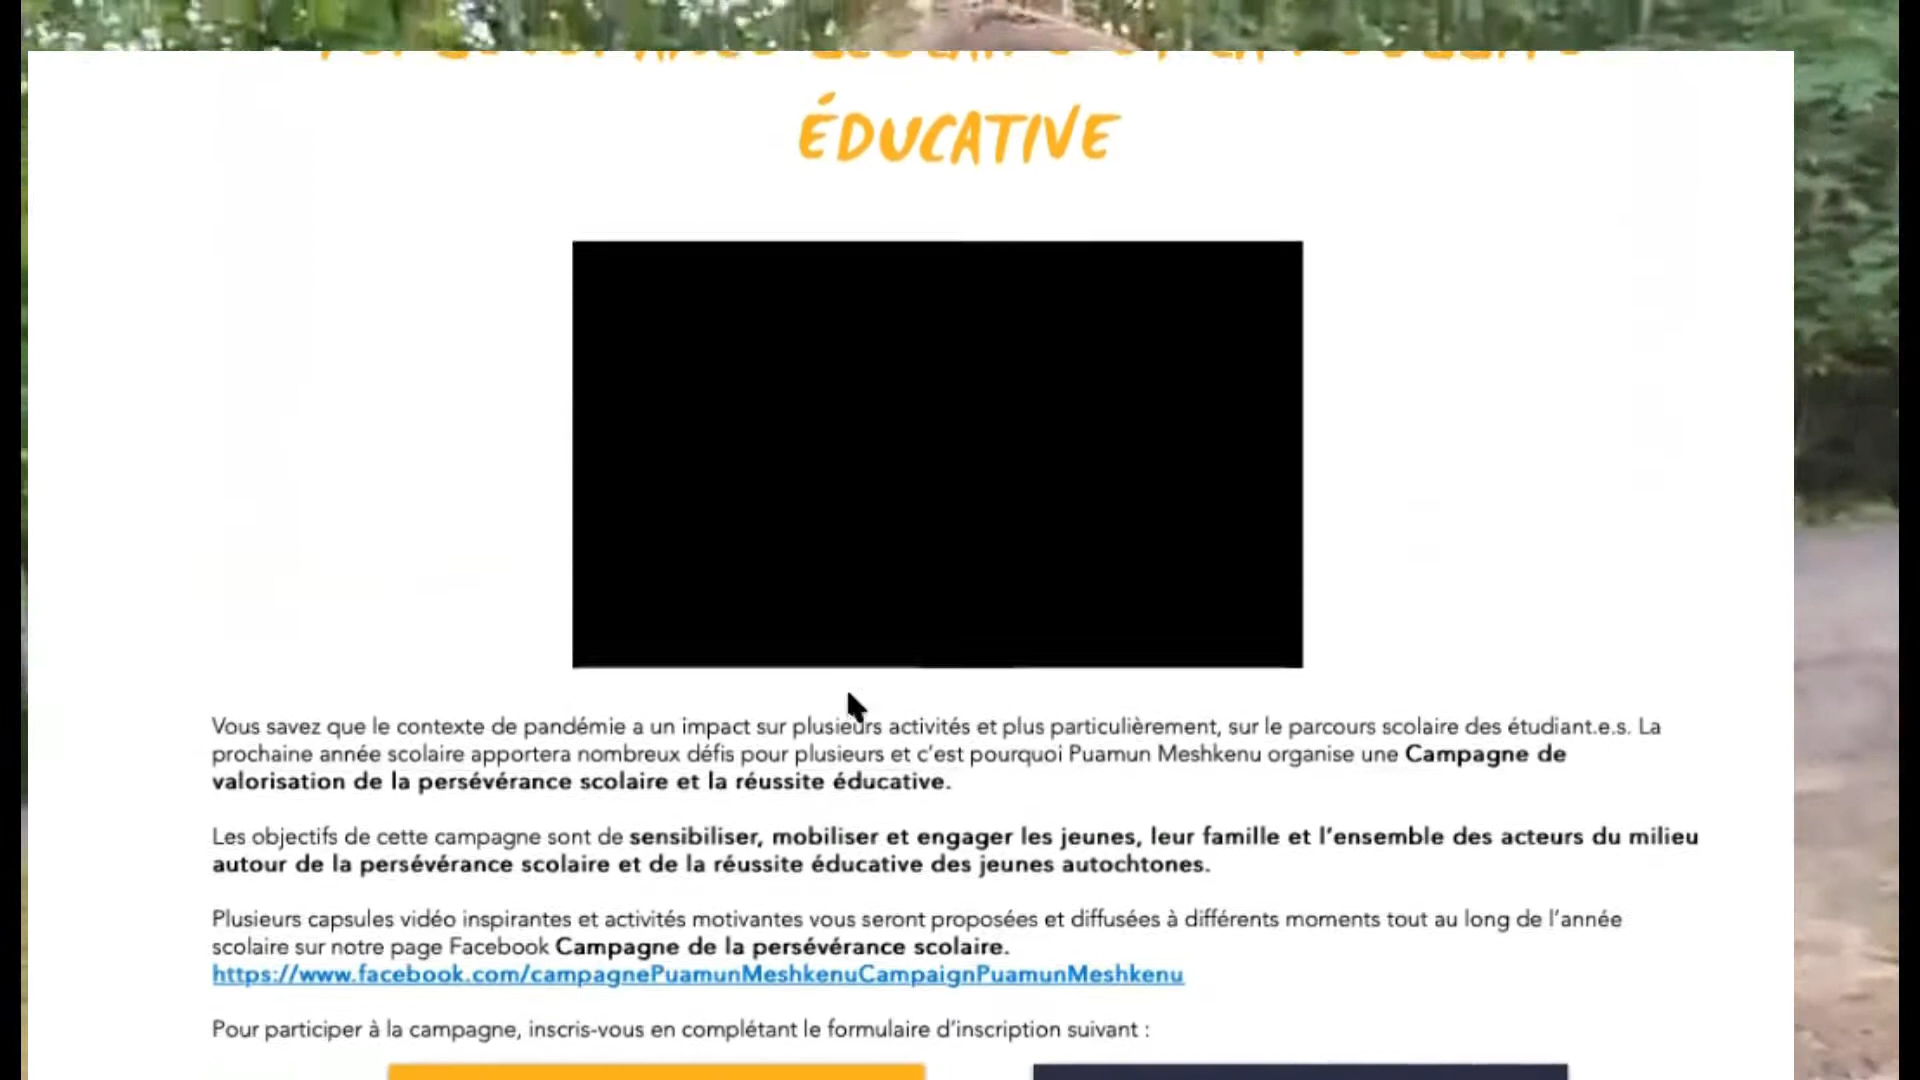 ÉDUCATIVE
Vous savez que le contexte de pandémie a un impact sur plusieurs activités et plus particulièrement, sur le parcours scolaire des étudiant.e.s. La
prochaine année scolaire apportera nombreux défis pour plusieurs et c'est pourquoi Puamun Meshkenu organise une Campagne de
valorisation de la persévérance scolaire et la réussite éducative.
Les objectifs de cette campagne sont de sensibiliser, mobiliser et engager les jeunes, leur famille et l'ensemble des acteurs du milieu
autour de la persévérance scolaire et de la réussite éducative des jeunes autochtones.
Plusieurs capsules vidéo inspirantes et activités motivantes vous seront proposées et diffusées à différents moments tout au long de l'année
scolaire sur notre page Facebook Campagne de la persévérance scolaire.
https://www.facebook.com/campagnePuamunMeshkenuCampaignPuamunMeshkenu
Pour participer à la campagne, inscris-vous en complétant le formulaire d'inscription suivant :